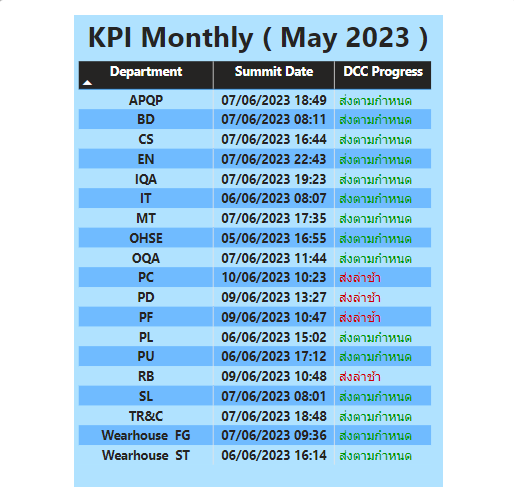 KPI Monthly ( May 2023 )
Department Summit Date DCC Progress
APQP 07/06/2023 18:49 ส่งตามกำหนด
BD 07/06/2023 08:11 ส่งตามกำหนด
CS 07/06/2023 16:44 ส่งตามกำหนด
EN 07/06/2023 22:43 ส่งตามกำหนด
IQA 07/06/2023 19:23 ส่งตามกำหนด
IT 06/06/2023 08:07 ส่งตามกำหนด
MT 07/06/2023 17:35 ส่งตามกำหนด
OHSE 05/06/2023 16:55 ส่งตามกำหนด
OQA 07/06/2023 11:44 ส่งตามกำหนด
PC 10/06/2023 10:23 ส่งล่าช้า
PD 09/06/2023 13:27 ส่งล่าช้า
PF 09/06/2023 10:47 ส่งล่าช้า
PL 06/06/2023 15:02 ส่งตามกำหนด
PU 06/06/2023 17:12 ส่งตามกำหนด
RB 09/06/2023 10:48 ส่งล่าช้า
SL 07/06/2023 08:01 ส่งตามกำหนด
TR&C 07/06/2023 18:48 ส่งตามกำหนด
Wearhouse FG 07/06/2023 09:36 ส่งตามกำหนด
Wearhouse ST 06/06/2023 16:14 ส่งตามกำหนด